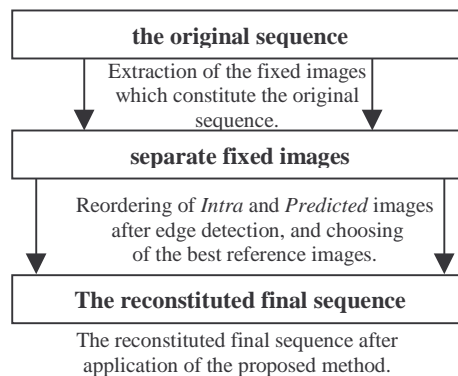 the original sequence
Extraction of the fixed images
which constitute the original
sequence.
separate fixed images
Reordering of Intra and Predicted images
after edge detection, and choosing
of the best reference images.
The reconstituted final sequence
The reconstituted final sequence after
application of the proposed method.